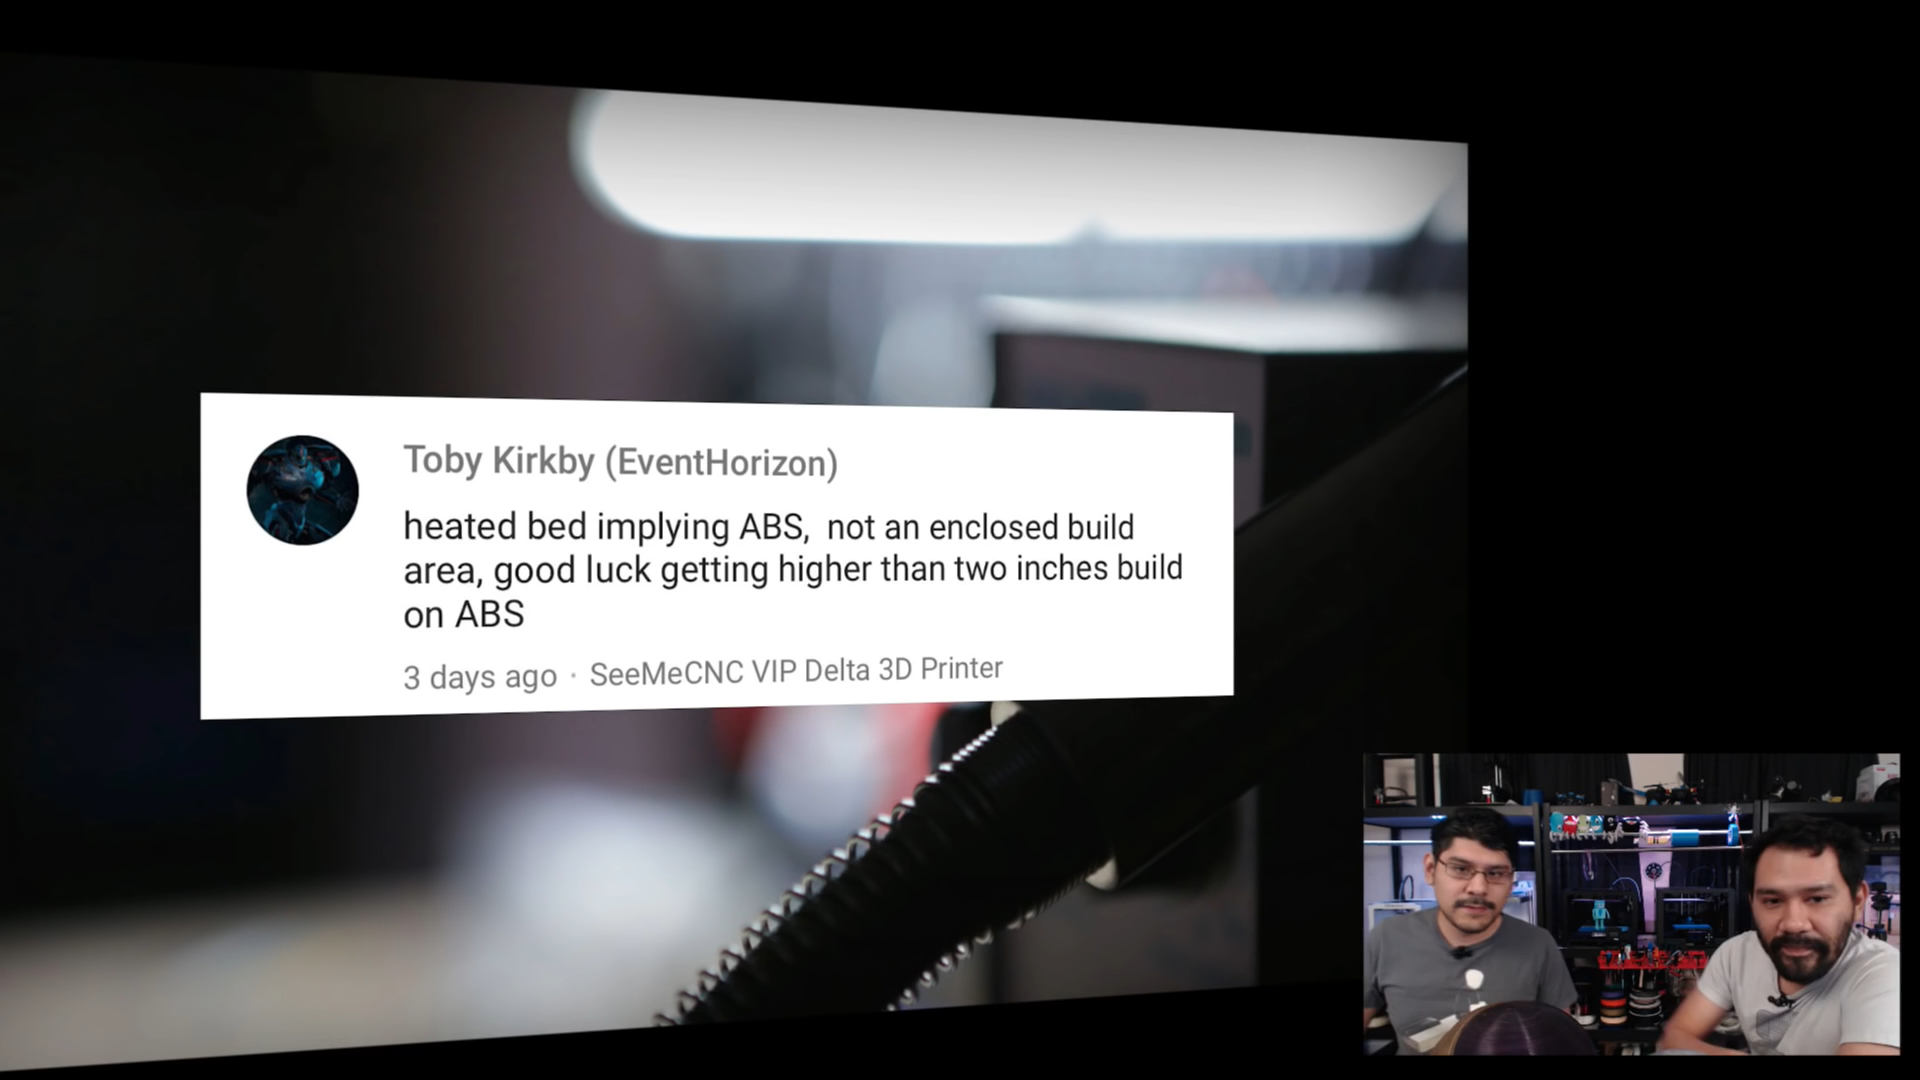 Toby Kirkby (EventHorizon)
heated bed implying ABS,  not an enclosed build
area, good luck getting higher than two inches build
on ABS
3 days ago · SeeMeCNC VIP Delta 3D Printer